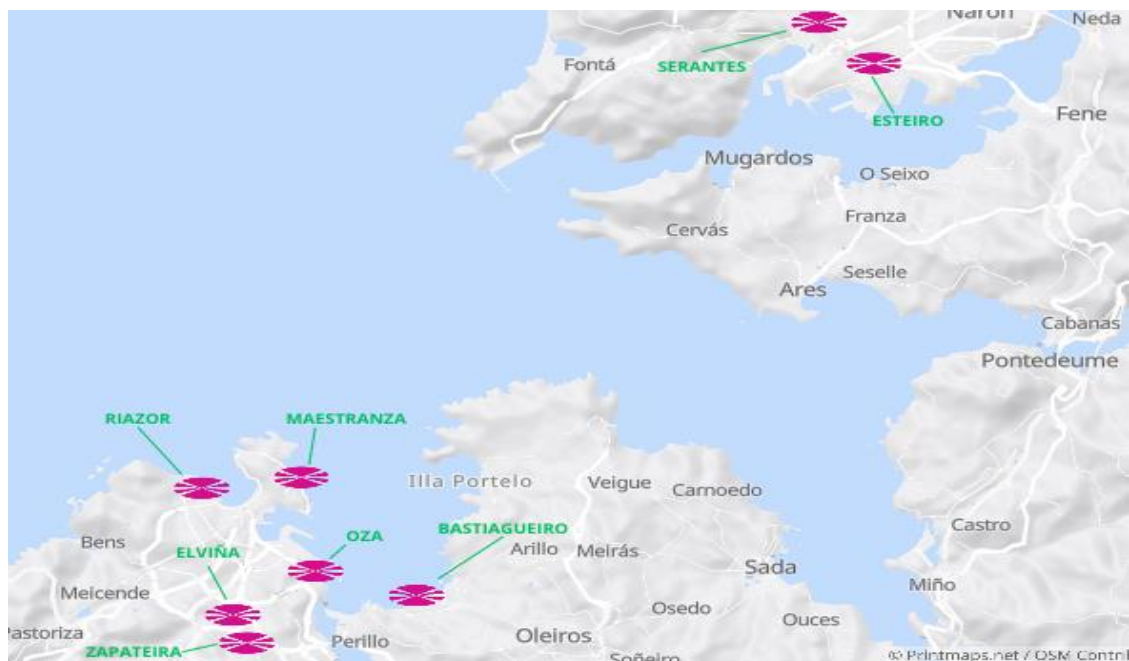 Narón
Neda
Fontá
SERANTES
Fene
ESTEIRO
Mugardos
O Seixo
Franza
Cervás
Seselle
Ares
Cabanas
Pontedeume
RIAZOR
MAESTRANZA
Illa Portelo
Veigue
Carnoedo
Castro
Bens
ELVIÑA
OZA
BASTIAGUEIRO
Arillo
Meirás
Sada
Miño
Meicende
Osedo
Ouces
Pastoriza
Perillo
Oleiros
ZAPATEIRA
Soñeiro
© Printmaps.net / OSM Contri